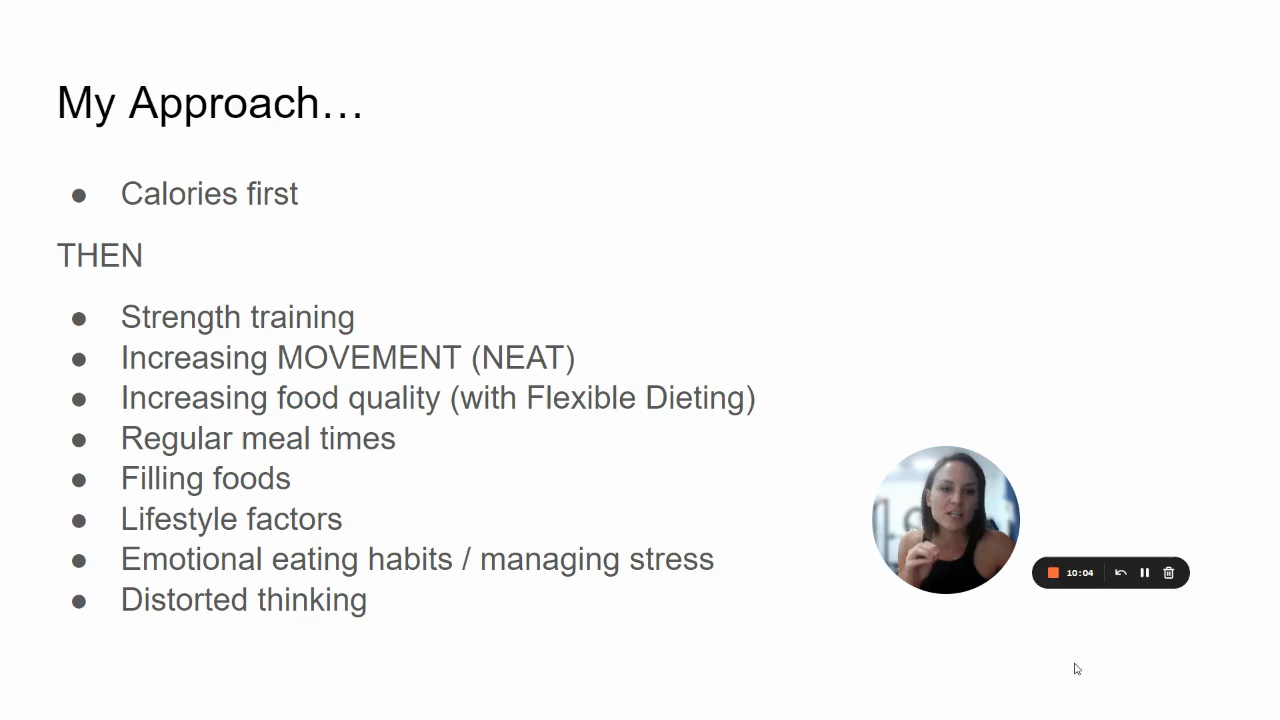 My Approach...
● Calories first
THEN
● Strength training
● Increasing MOVEMENT (NEAT)
● Increasing food quality (with Flexible Dieting)
● Regular meal times
● Filling foods
● Lifestyle factors
● Emotional eating habits / managing stress
● Distorted thinking
10:04